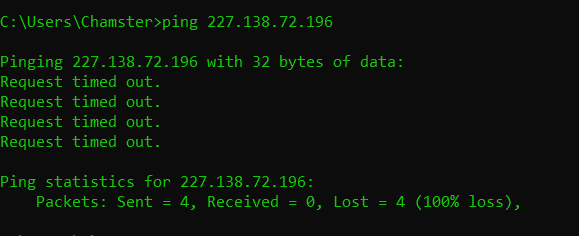 C:\Users\Chamster>ping 227.138.72.196
Pinging 227.138.72.196 with 32 bytes of data:
Request timed out.
Request timed out.
Request timed out.
Request timed out.
Ping statistics for 227.138.72.196:
    Packets: Sent = 4, Received = 0, Lost = 4 (100% loss),